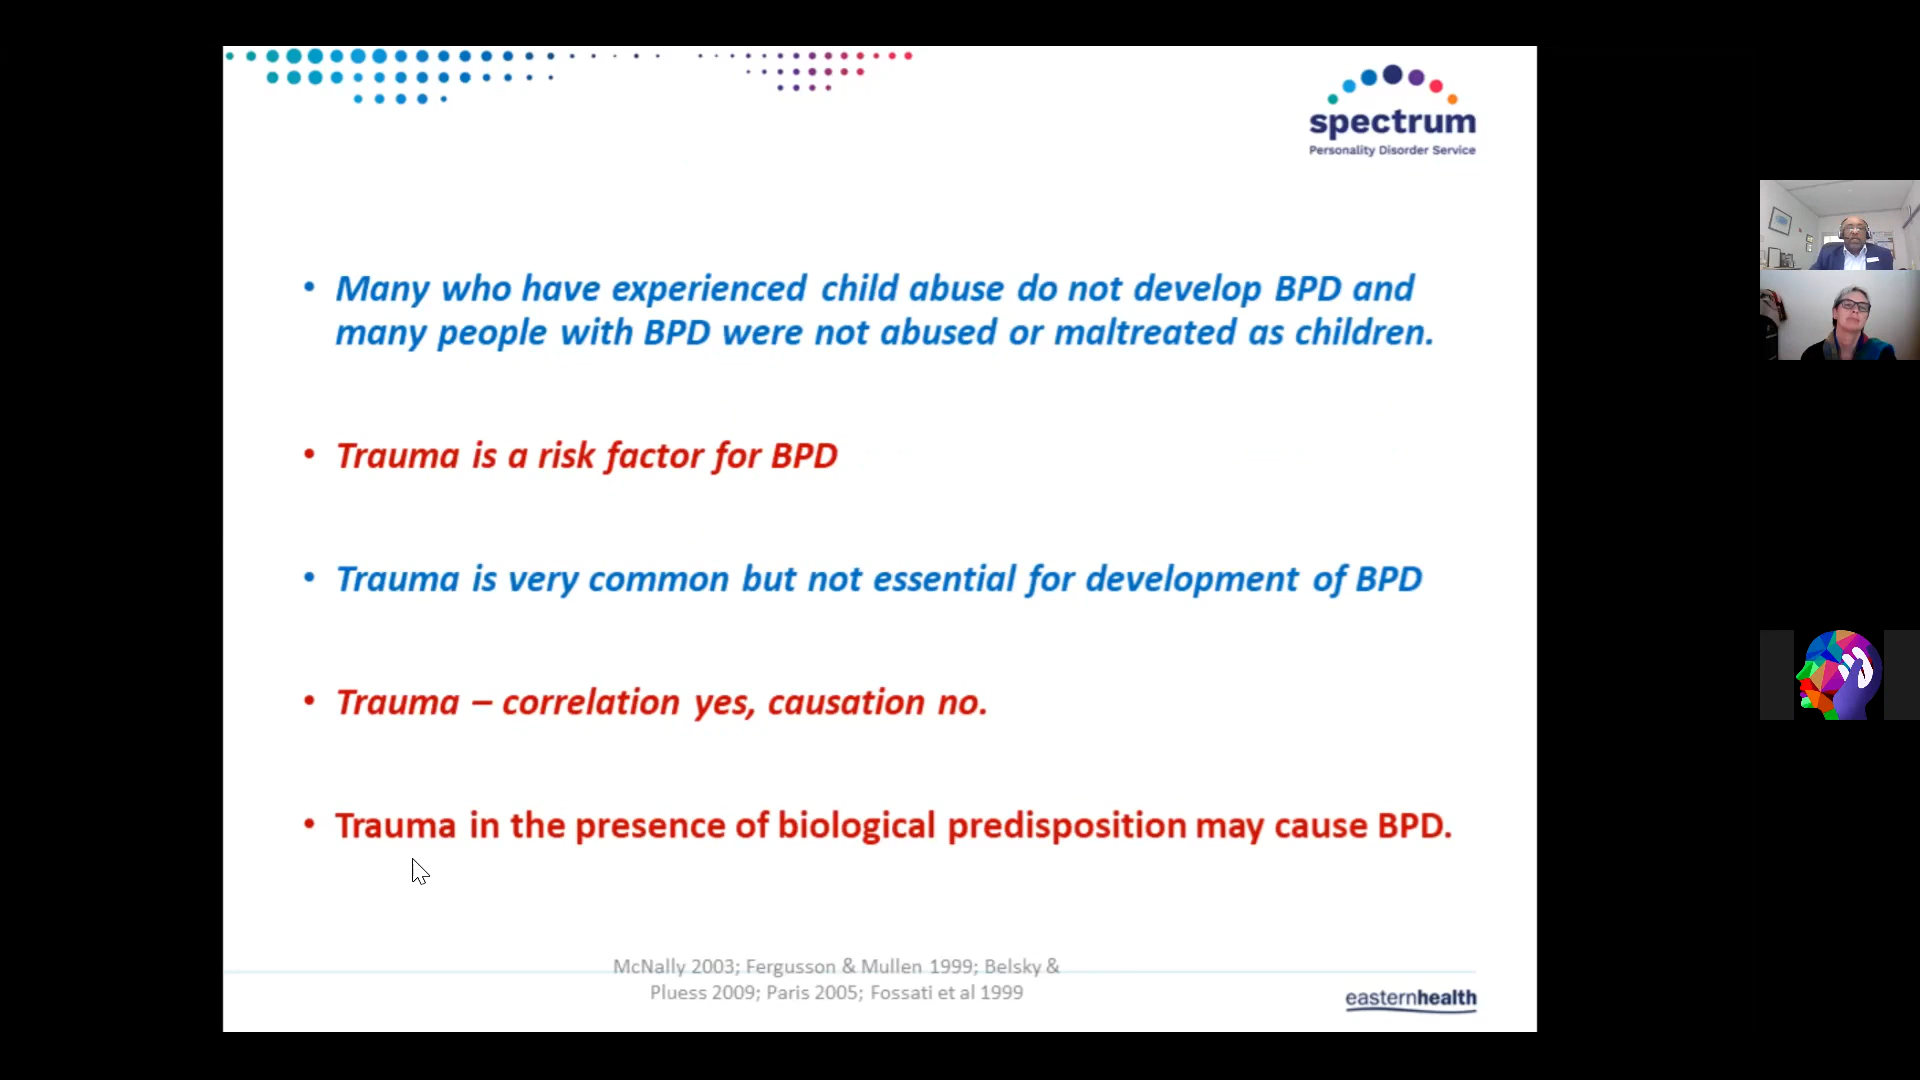 spectrum
Personality Disorder Service
• Many who have experienced child abuse do not develop BPD and
many people with BPD were not abused or maltreated as children.
• Trauma is a risk factor for BPD
• Trauma is very common but not essential for development of BPD
• Trauma – correlation yes, causation no.
• Trauma in the presence of biological predisposition may cause BPD.
McNally 2003; Fergusson & Mullen 1999; Belsky &
Pluess 2009; Paris 2005; Fossati et al 1999
easternhealth